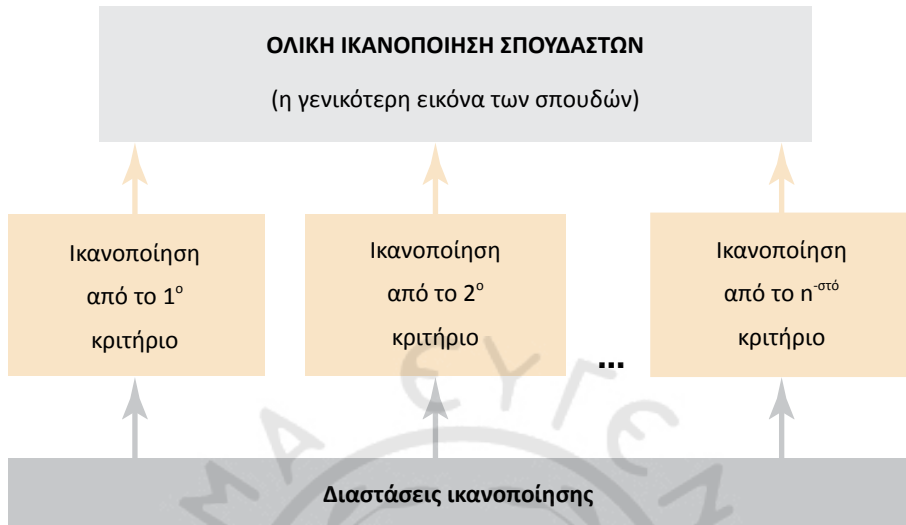 ΟΛΙΚΗ ΙΚΑΝΟΠΟΙΗΣΗ ΣΠΟΥΔΑΣΤΩΝ
(η γενικότερη εικόνα των σπουδών)
Ικανοποίηση
από το 1ο
κριτήριο
Ικανοποίηση
από το 2ο
κριτήριο
...
Ικανοποίηση
από το n-στό
κριτήριο
Διαστάσεις ικανοποίησης